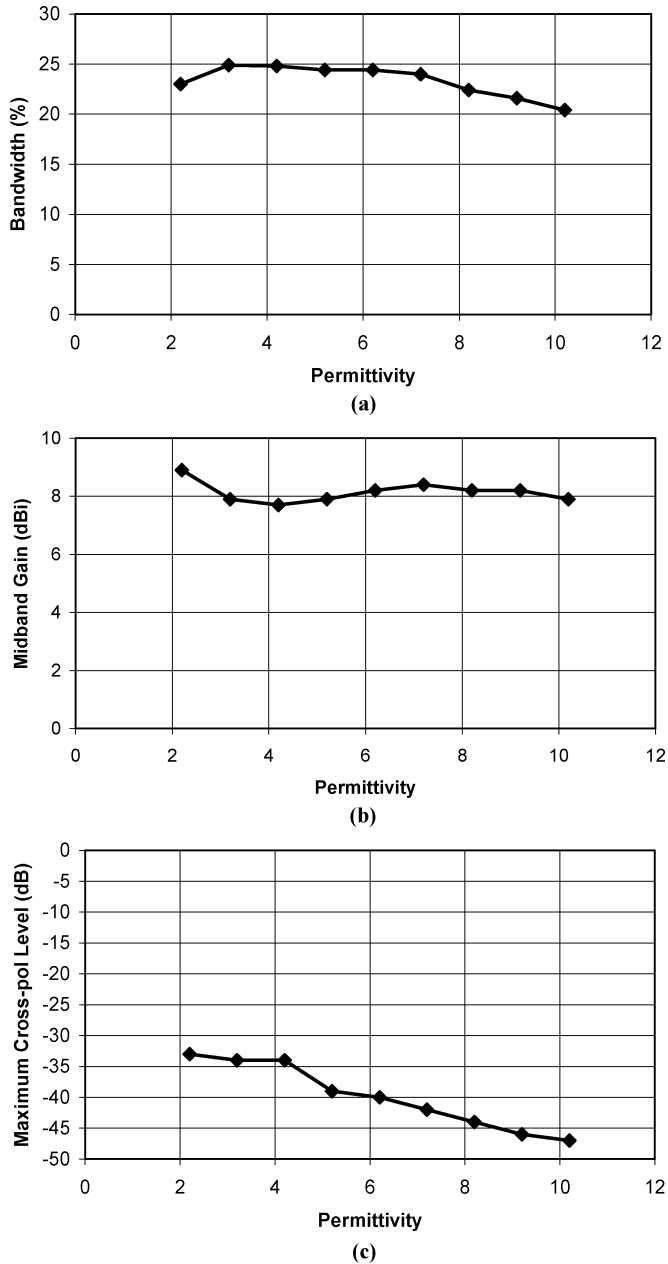 30
25
20
15
10
5
0
Bandwidth (%)
0 2 4 6 8 10 12
Permittivity
(a)
10
8
6
4
2
0
Midband Gain (dBi)
0 2 4 6 8 10 12
Permittivity
(b)
0
-5
-10
-15
-20
-25
-30
-35
-40
-45
-50
Maximum Cross-pol Level (dB)
0 2 4 6 8 10 12
Permittivity
(c)